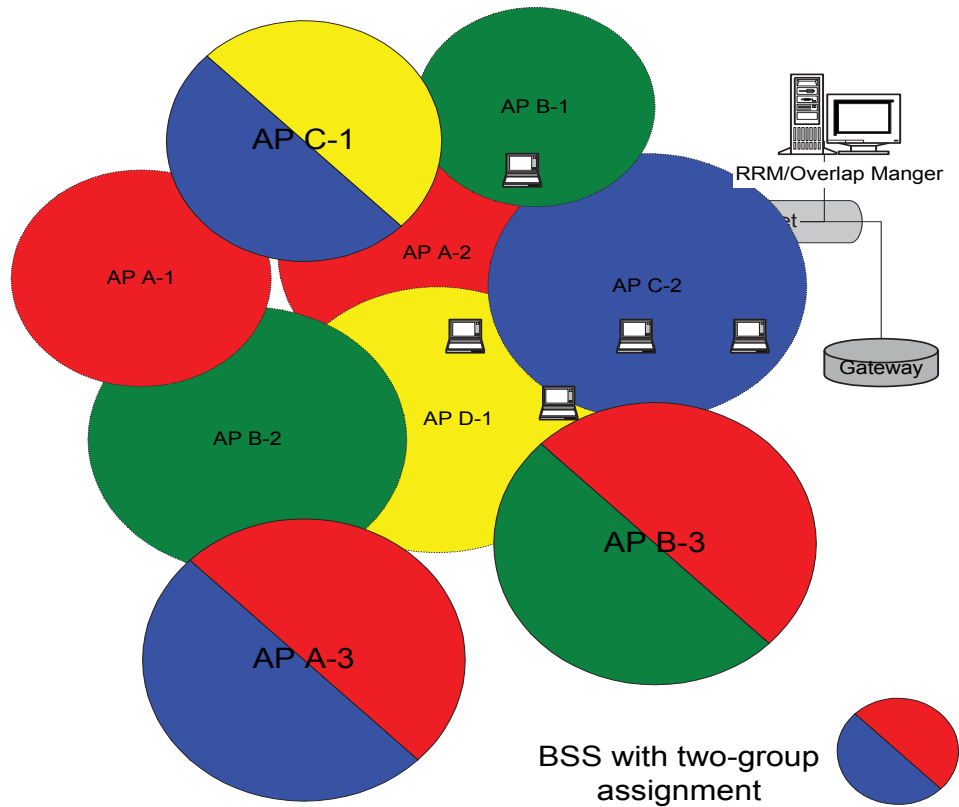 AP B-1
AP C-1
RRM/Overlap Manger
et
AP A-2
AP A-1
AP C-2
Gateway
AP D-1
AP B-2
AP B-3
AP A-3
BSS with two-group
assignment